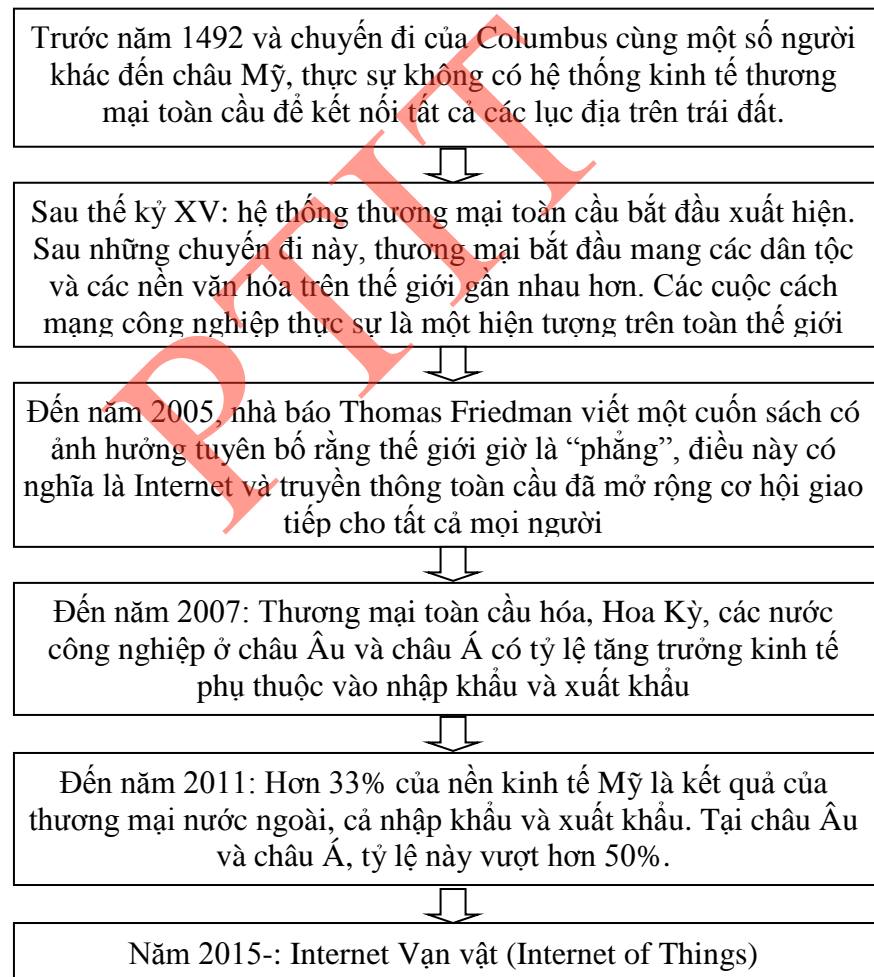 Trước năm 1492 và chuyến đi của Columbus cùng một số người
khác đến châu Mỹ, thực sự không có hệ thống kinh tế thương
mại toàn cầu để kết nối tất cả các lục địa trên trái đất.
Sau thế kỷ XV: hệ thống thương mại toàn cầu bắt đầu xuất hiện.
Sau những chuyến đi này, thương mại bắt đầu mang các dân tộc
và các nền văn hóa trên thế giới gần nhau hơn. Các cuộc cách
mạng công nghiệp thực sự là một hiện tượng trên toàn thế giới
Đến năm 2005, nhà báo Thomas Friedman viết một cuốn sách có
ảnh hưởng tuyên bố rằng thế giới giờ là “phẳng”, điều này có
nghĩa là Internet và truyền thông toàn cầu đã mở rộng cơ hội giao
tiếp cho tất cả mọi người
Đến năm 2007: Thương mại toàn cầu hóa, Hoa Kỳ, các nước
công nghiệp ở châu Âu và châu Á có tỷ lệ tăng trưởng kinh tế
phụ thuộc vào nhập khẩu và xuất khẩu
Đến năm 2011: Hơn 33% của nền kinh tế Mỹ là kết quả của
thương mại nước ngoài, cả nhập khẩu và xuất khẩu. Tại châu Âu
và châu Á, tỷ lệ này vượt hơn 50%.
Năm 2015-: Internet Vạn vật (Internet of Things)
PTIT